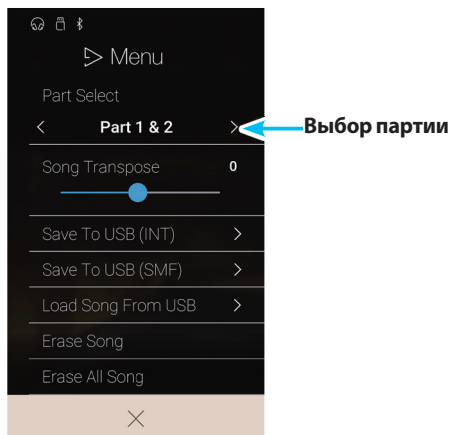 Menu
Part Select
Part 1 & 2
Выбор партии
Song Transpose 0
Save To USB (INT)
Save To USB (SMF)
Load Song From USB
Erase Song
Erase All Song